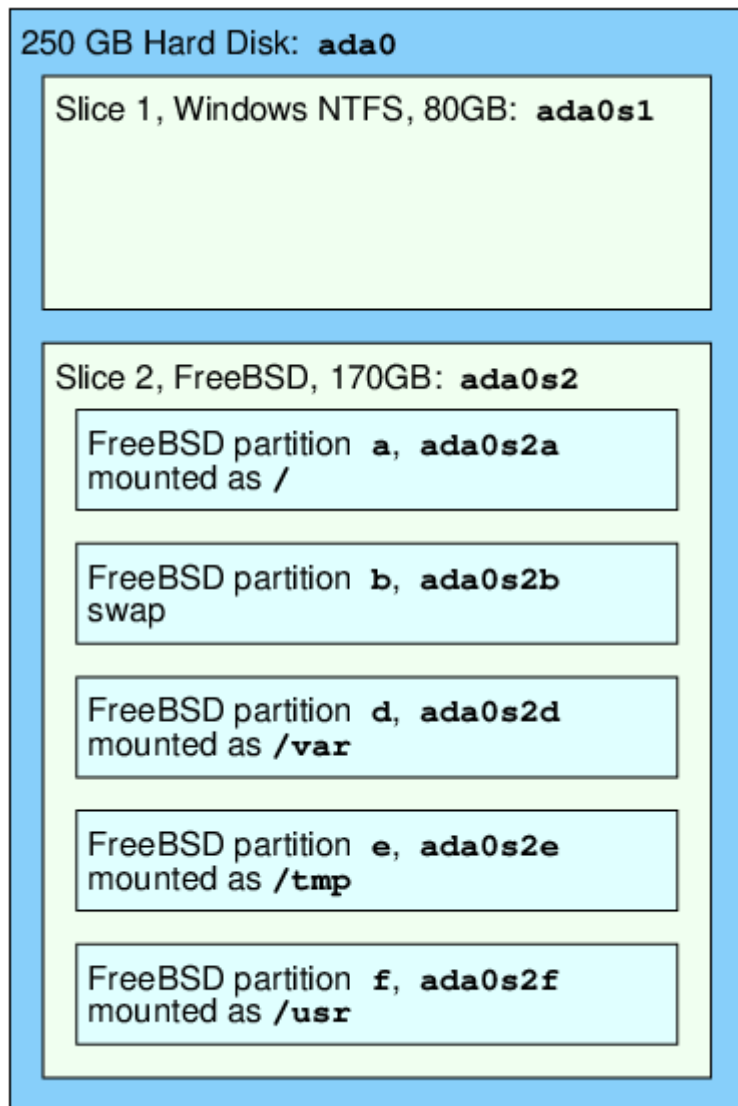 250 GB Hard Disk: ada0
Slice 1, Windows NTFS, 80GB: ada0s1
Slice 2, FreeBSD, 170GB: ada0s2
FreeBSD partition a, ada0s2a
mounted as /
FreeBSD partition b, ada0s2b
swap
FreeBSD partition d, ada0s2d
mounted as /var
FreeBSD partition e, ada0s2e
mounted as /tmp
FreeBSD partition f, ada0s2f
mounted as /usr